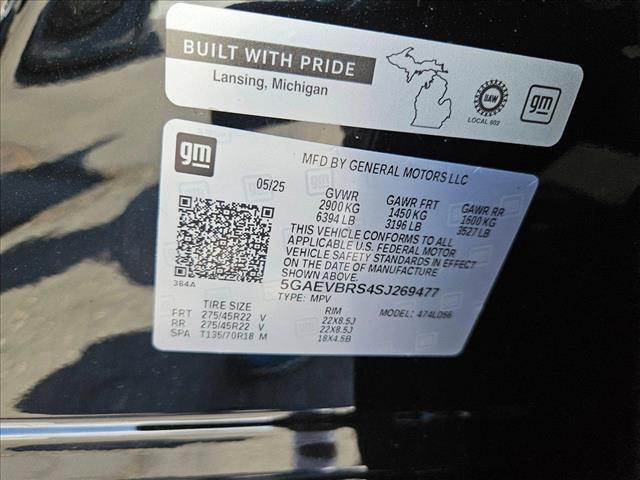 BUILT WITH PRIDE
Lansing, Michigan
UAW
LOCAL 602
gm
gm
MFD BY GENERAL MOTORS LLC
05/25 GVWR GAWR FRT GAWR RR
2900 KG 1450 KG 1600 KG
6394 LB 3196 LB 3527 LB
THIS VEHICLE CONFORMS TO ALL
APPLICABLE U.S. FEDERAL MOTOR
VEHICLE SAFETY STANDARDS IN EFFECT
ON THE DATE OF MANUFACTURE SHOWN ABOVE.
384A
5GAEVBRS4SJ269477
TYPE: MPV MODEL: 474LD56
TIRE SIZE RIM
FRT 275/45R22 V 22X8.5J
RR 275/45R22 V 22X8.5J
SPA T135/70R18 M 18X4.5B